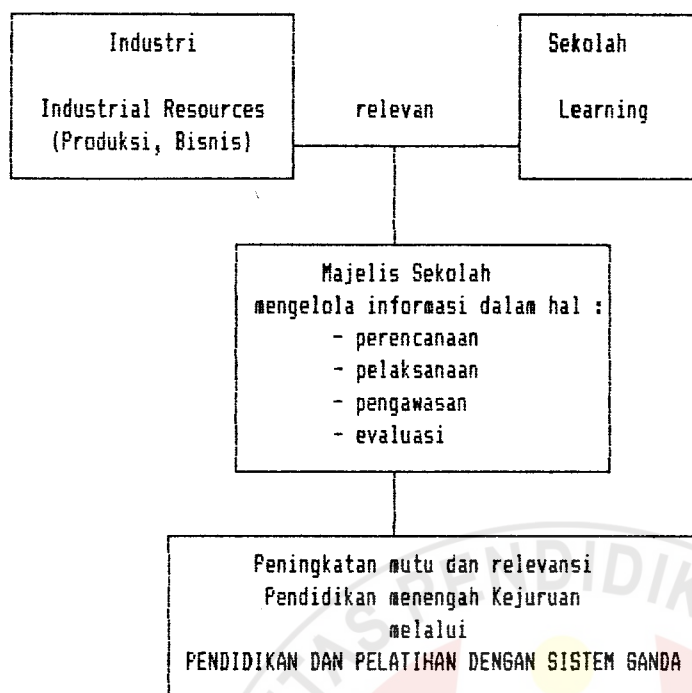 Industri
Industrial Resources
(Produksi, Bisnis)
relevan
Sekolah
Learning
Majelis Sekolah
mengelola informasi dalam hal :
- perencanaan
- pelaksanaan
- pengawasan
- evaluasi
Peningkatan mutu dan relevansi
Pendidikan menengah Kejuruan
melalui
PENDIDIKAN DAN PELATIHAN DENGAN SISTEM GANDA